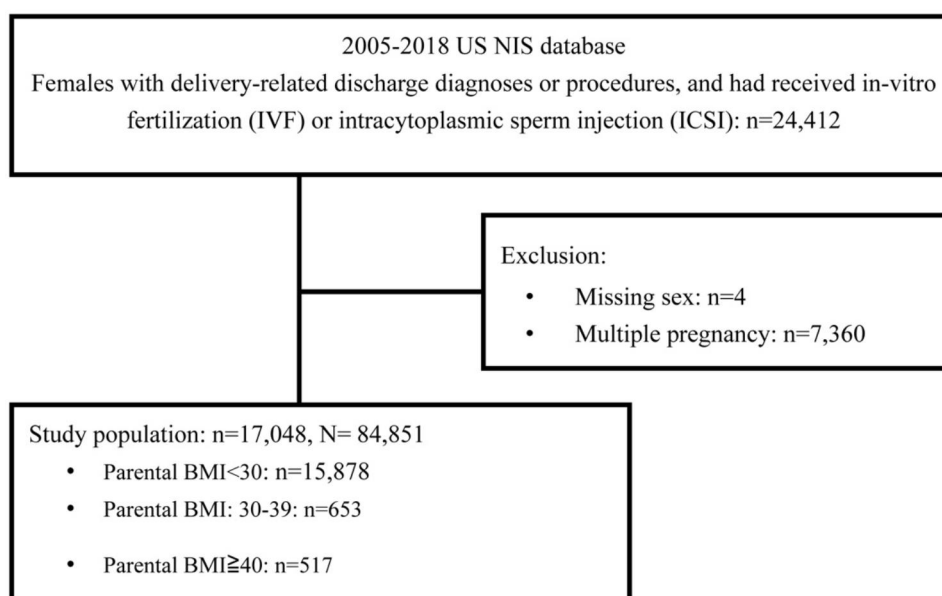 2005-2018 US NIS database
Females with delivery-related discharge diagnoses or procedures, and had received in-vitro
fertilization (IVF) or intracytoplasmic sperm injection (ICSI): n=24,412
Exclusion:
• Missing sex: n=4
• Multiple pregnancy: n=7,360
Study population: n=17,048, N= 84,851
• Parental BMI<30: n=15,878
• Parental BMI: 30-39: n=653
• Parental BMI≧40: n=517